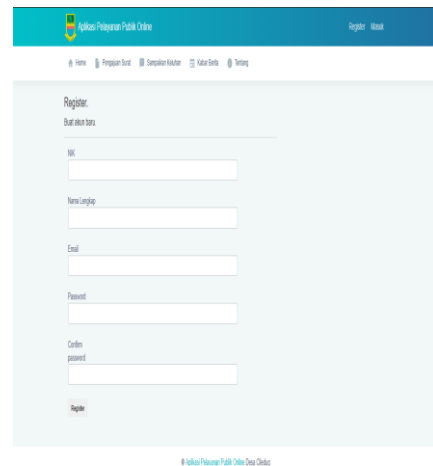 Aplikasi Pelayanan Publik Online
Register Masuk
Home Pengajuan Surat Sampaikan Keluhan Kabar Berita Tentang
Register.
Buat akun baru.
NIK
Nama Lengkap
Email
Password
Confirm
password
Register
© Aplikasi Pelayanan Publik Online Desa Ciledug